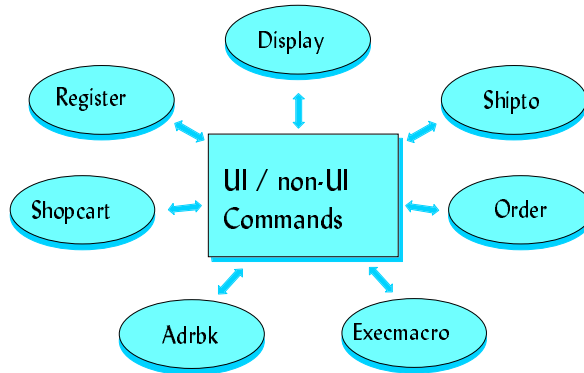 Display
Register
Shipto
UI / non-UI
Commands
Shopcart
Order
Adrbk
Execmacro